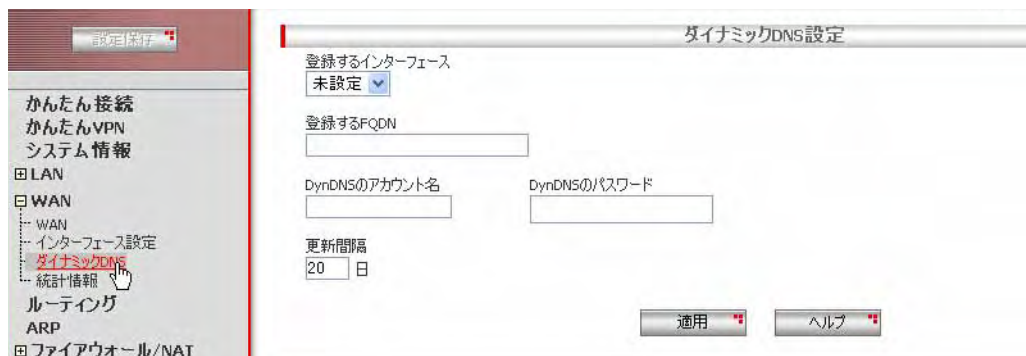 設定保存
かんたん接続
かんたんVPN
システム情報
LAN
WAN
WAN
インターフェース設定
ダイナミックDNS
統計情報
ルーティング
ARP
ファイアウォール/NAT
ダイナミックDNS設定
登録するインターフェース
未設定
登録するFQDN
DynDNSのアカウント名 DynDNSのパスワード
更新間隔
20 日
適用 ヘルプ